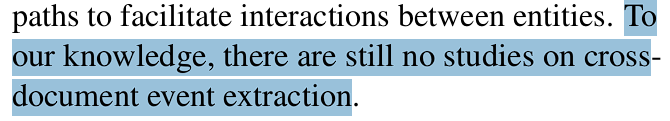 paths to facilitate interactions between entities. To
our knowledge, there are still no studies on cross-
document event extraction.